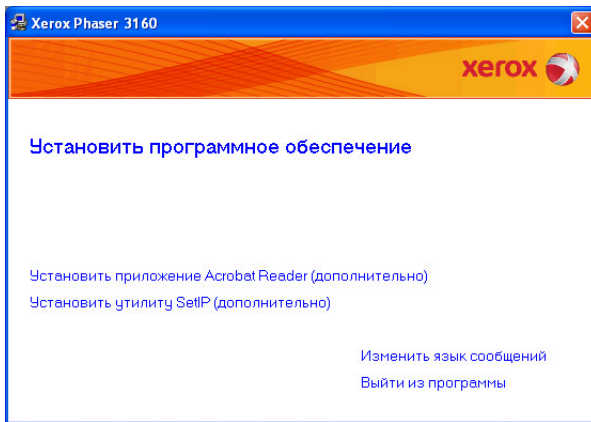 Xerox Phaser 3160
xerox
Установить программное обеспечение
Установить приложение Acrobat Reader (дополнительно)
Установить утилиту SetIP (дополнительно)
Изменить язык сообщений
Выйти из программы